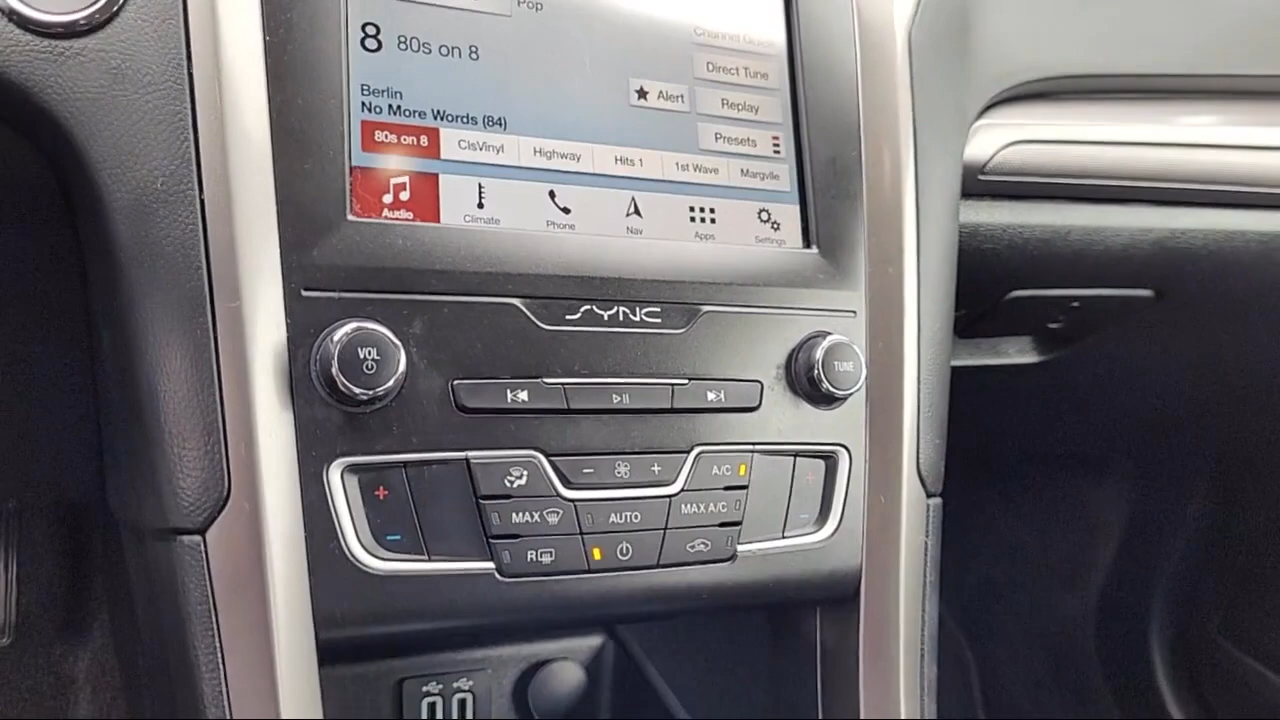 Pop
8 80s on 8
Channel Guide
Direct Tune
Alert
Replay
Berlin
No More Words (84)
Presets
80s on 8 ClsVinyl Highway Hits 1 1st Wave Margvlle
Audio Climate Phone Nav Apps Settings
SYNC
VOL
TUNE
- + A/C
+ MAX AUTO MAX A/C +
- R -